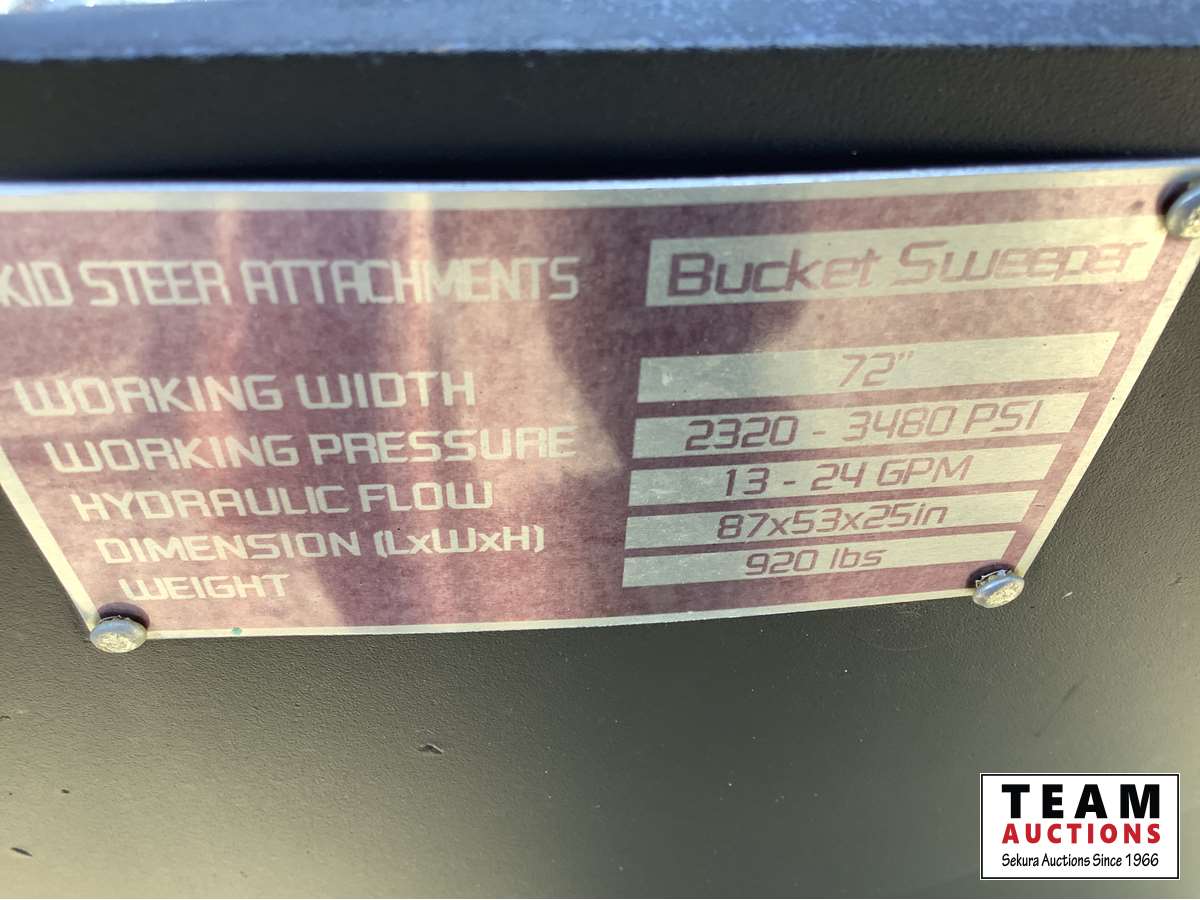 KID STEER ATTACHMENTS Bucket Sweeper
WORKING WIDTH 72"
WORKING PRESSURE 2320 - 3480 PSI
HYDRAULIC FLOW 13 - 24 GPM
DIMENSION (LxWxH) 87x53x25in
WEIGHT 920 lbs
TEAM
AUCTIONS
Sekura Auctions Since 1966